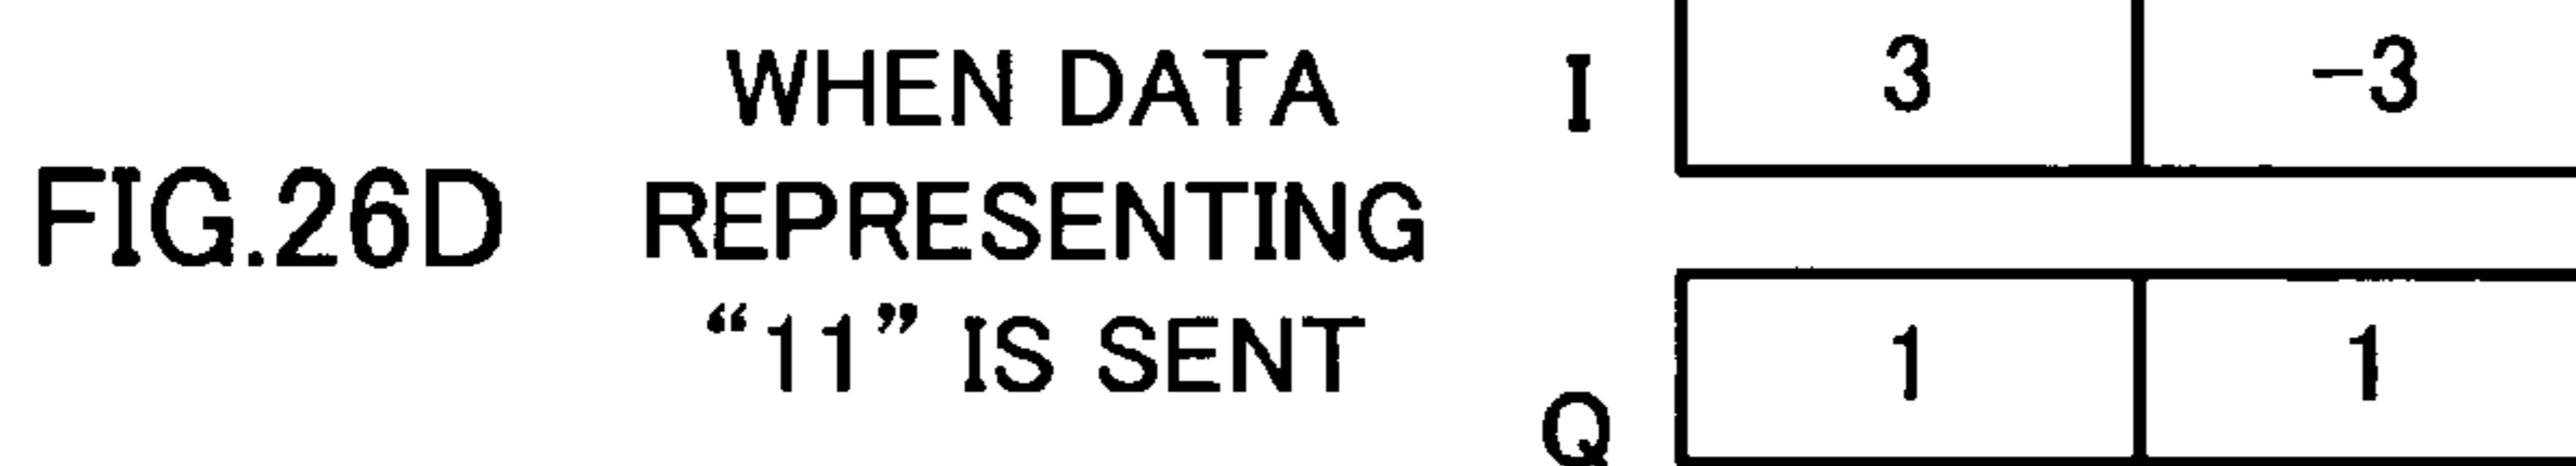 WHEN DATA I 3 -3
FIG.26D REPRESENTING
“11” IS SENT 1 1
Q